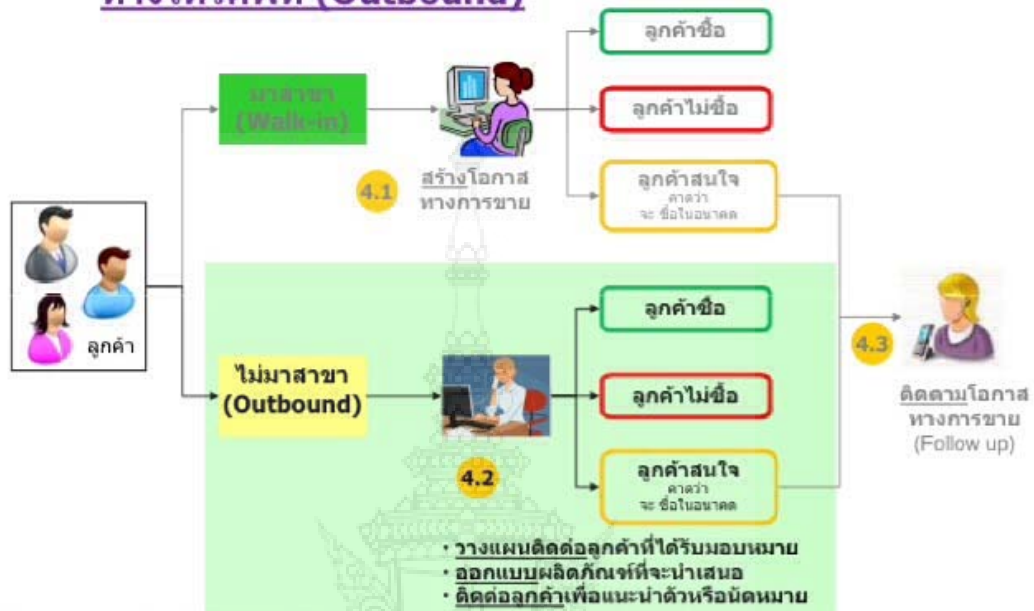 ทางโทรศัพท์ (Outbound)
ลูกค้าซื้อ
มาสาขา
(Walk-in)
ลูกค้าไม่ซื้อ
4.1
สร้างโอกาส
ทางการขาย
ลูกค้าสนใจ
คาดว่า
จะ ซื้อในอนาคต
ลูกค้า
ลูกค้าซื้อ
4.3
ไม่มาสาขา
(Outbound)
ลูกค้าไม่ซื้อ
ติดตามโอกาส
ทางการขาย
(Follow up)
4.2
ลูกค้าสนใจ
คาดว่า
จะ ซื้อในอนาคต
· วางแผนติดต่อลูกค้าที่ได้รับมอบหมาย
· ออกแบบผลิตภัณฑ์ที่จะนำเสนอ
· ติดต่อลูกค้าเพื่อแนะนำตัวหรือนัดหมาย